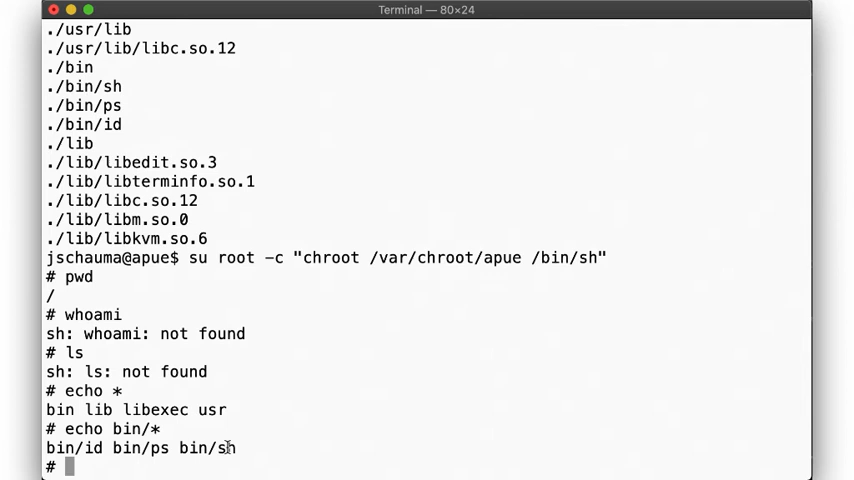 Terminal — 80×24
./usr/lib
./usr/lib/libc.so.12
./bin
./bin/sh
./bin/ps
./bin/id
./lib
./lib/libedit.so.3
./lib/libterminfo.so.1
./lib/libc.so.12
./lib/libm.so.0
./lib/libkvm.so.6
jschauma@apue$ su root -c "chroot /var/chroot/apue /bin/sh"
# pwd
/
# whoami
sh: whoami: not found
# ls
sh: ls: not found
# echo *
bin lib libexec usr
# echo bin/*
bin/id bin/ps bin/sh
#